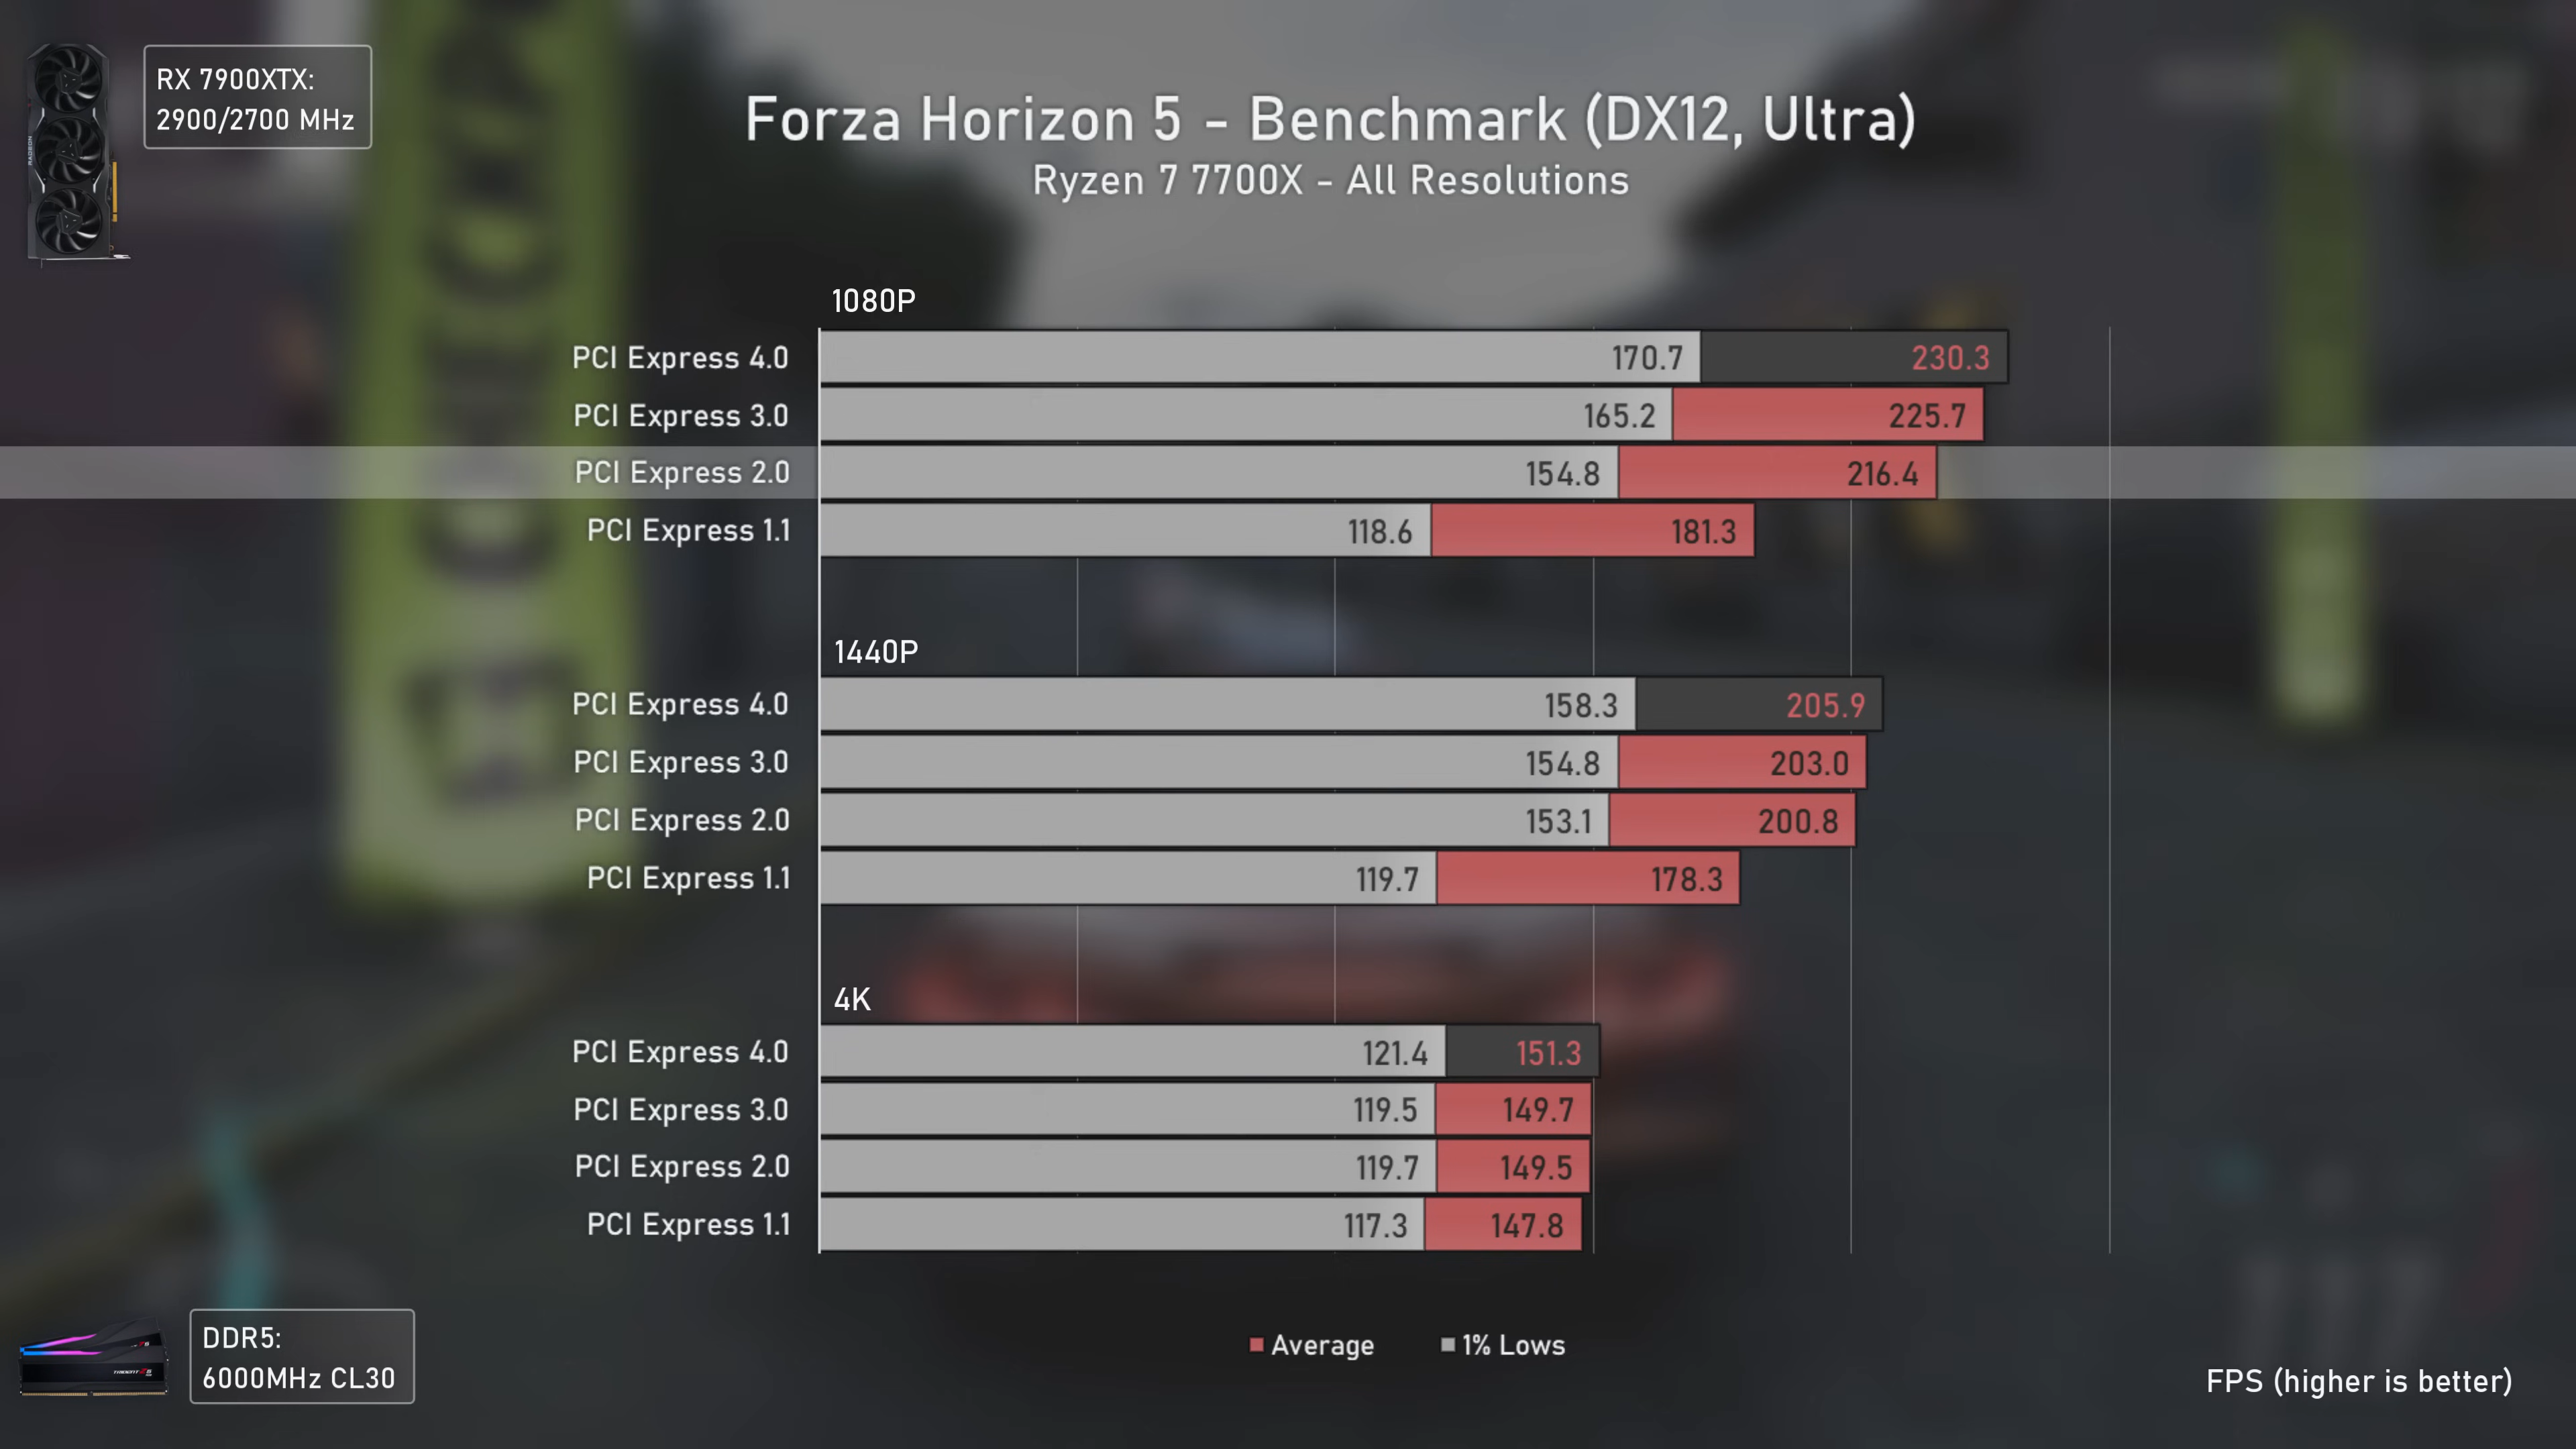 RX 7900XTX:
2900/2700 MHz
Forza Horizon 5 - Benchmark (DX12, Ultra)
Ryzen 7 7700X - All Resolutions
1080P
PCI Express 4.0 170.7 230.3
PCI Express 3.0 165.2 225.7
PCI Express 2.0 154.8 216.4
PCI Express 1.1 118.6 181.3
1440P
PCI Express 4.0 158.3 205.9
PCI Express 3.0 154.8 203.0
PCI Express 2.0 153.1 200.8
PCI Express 1.1 119.7 178.3
4K
PCI Express 4.0 121.4 151.3
PCI Express 3.0 119.5 149.7
PCI Express 2.0 119.7 149.5
PCI Express 1.1 117.3 147.8
DDR5:
6000MHz CL30
Average 1% Lows
FPS (higher is better)